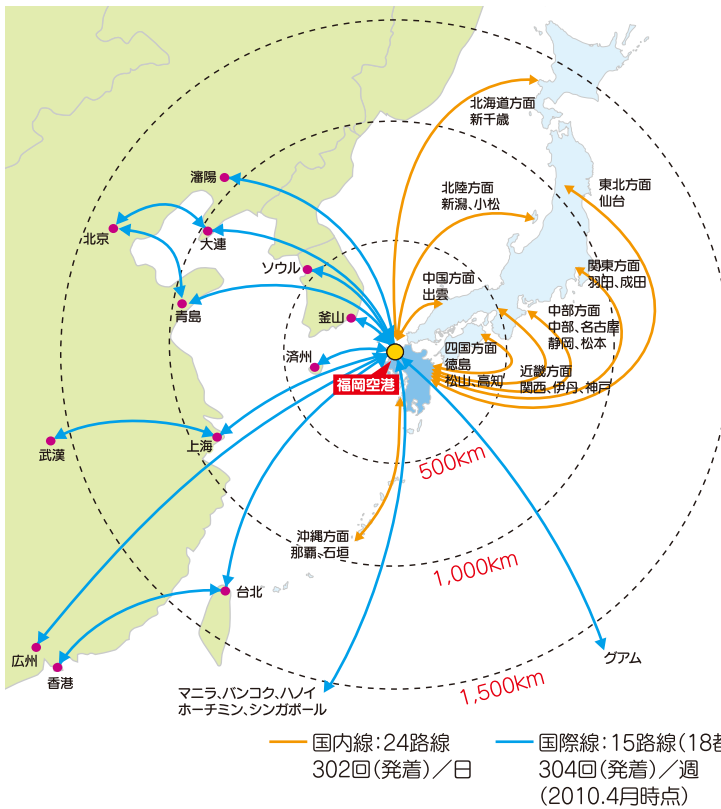 北海道方面
新千歳
瀋陽
北陸方面
新潟、小松
東北方面
仙台
北京
大連
ソウル
中国方面
出雲
関東方面
羽田、成田
青島
釜山
中部方面
中部、名古屋
静岡、松本
済州
四国方面
徳島
松山、高知
近畿方面
関西、伊丹、神戸
福岡空港
武漢
上海
500km
沖縄方面
那覇、石垣
1,000km
台北
広州
香港
グアム
1,500km
マニラ、バンコク、ハノイ
ホーチミン、シンガポール
国内線:24路線
302回(発着)/日
国際線:15路線(18都
304回(発着)/週
(2010.4月時点)